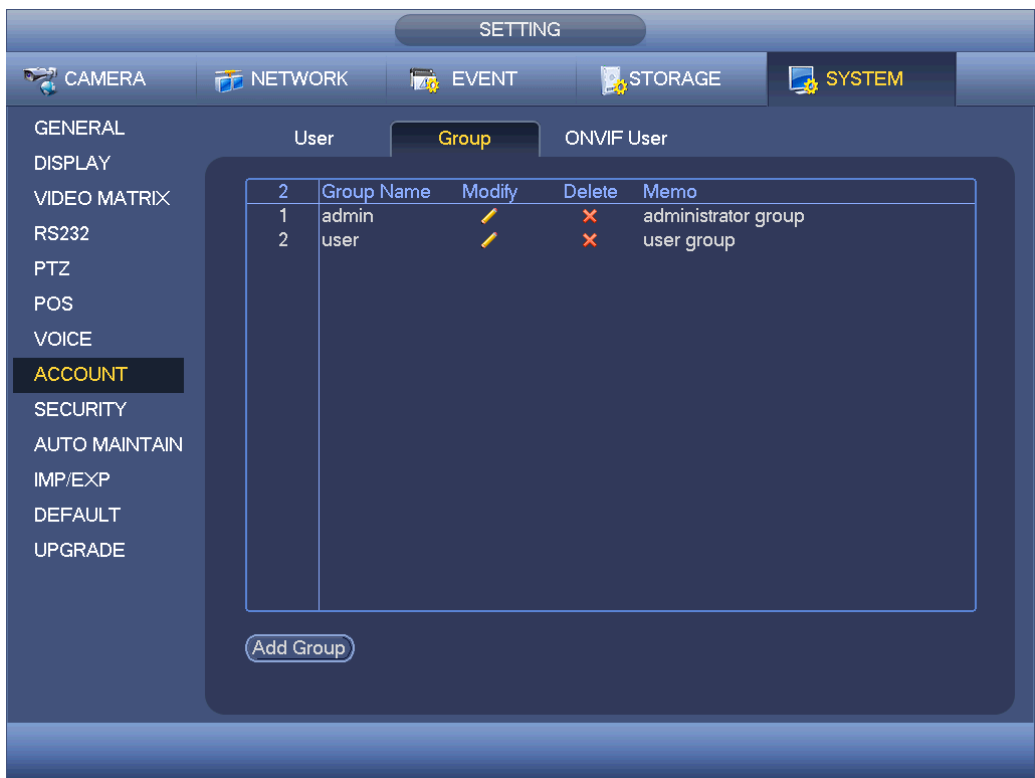 SETTING
CAMERA NETWORK EVENT STORAGE SYSTEM
GENERAL
DISPLAY
VIDEO MATRIX
RS232
PTZ
POS
VOICE
ACCOUNT
SECURITY
AUTO MAINTAIN
IMP/EXP
DEFAULT
UPGRADE
User Group ONVIF User
2 Group Name Modify Delete Memo
1 admin administrator group
2 user user group
Add Group